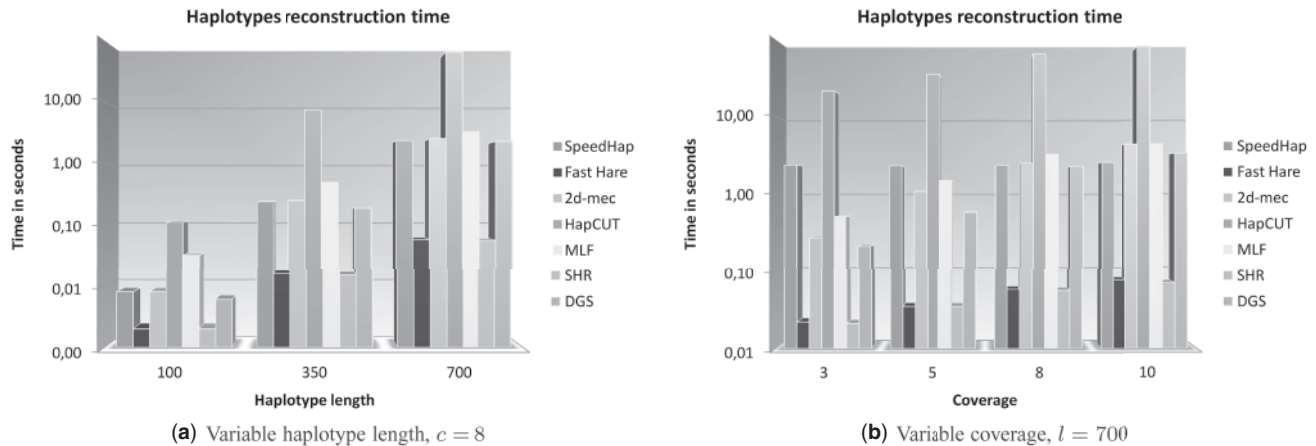 Haplotypes reconstruction time
10,00
1,00
0,10
0,01
0,00
Time in seconds
100 350 700
Haplotype length
SpeedHap
Fast Hare
2d-mec
HapCUT
MLF
SHR
DGS
(a) Variable haplotype length, c = 8
Haplotypes reconstruction time
10,00
1,00
0,10
0,01
Time in seconds
3 5 8 10
Coverage
SpeedHap
Fast Hare
2d-mec
HapCUT
MLF
SHR
DGS
(b) Variable coverage, l = 700